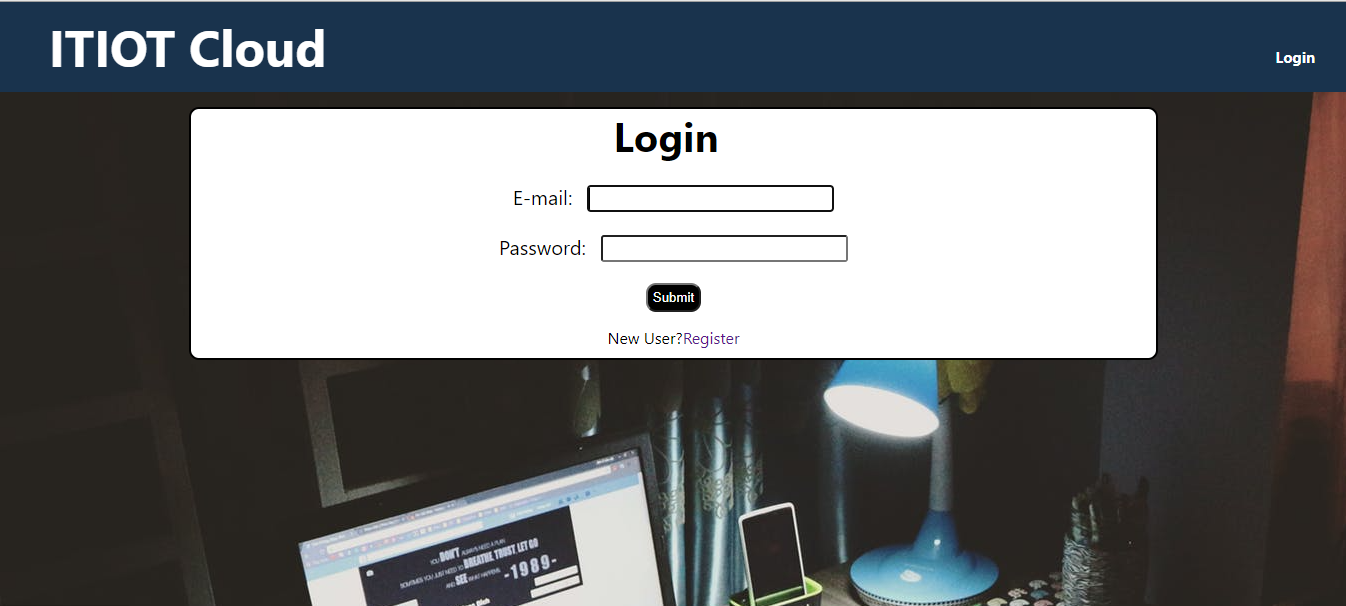 ITIOT Cloud
Login
Login
E-mail:
Password:
Submit
New User?Register
YOU DON'T ALWAYS NEED A PLAN
SOMETIMES YOU JUST NEED TO BREATHE, TRUST, LET GO
AND SEE WHAT HAPPENS
-1989-